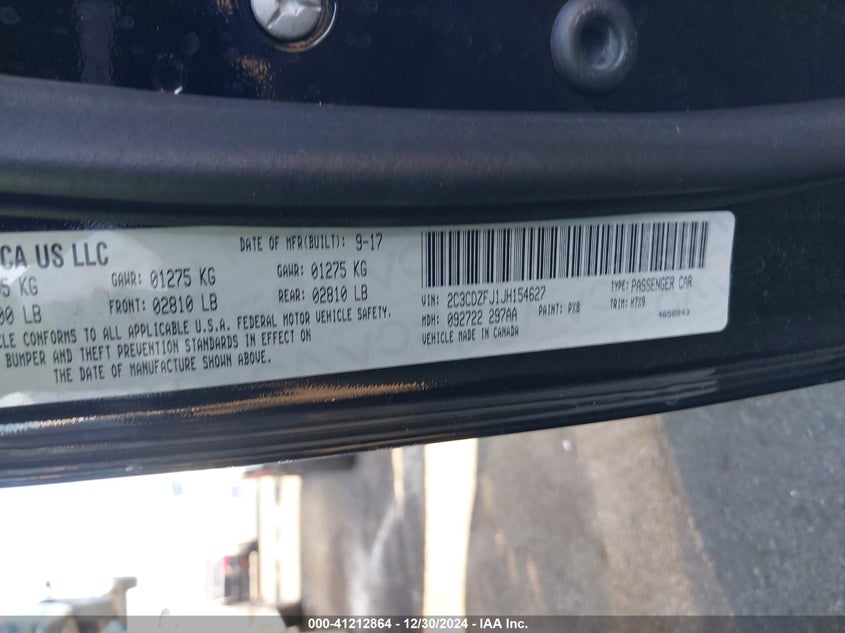 CA US LLC
DATE OF MFR(BUILT): 9-17
5 KG GAWR: 01275 KG GAWR: 01275 KG
00 LB FRONT: 02810 LB REAR: 02810 LB
CLE CONFORMS TO ALL APPLICABLE U.S.A. FEDERAL MOTOR VEHICLE SAFETY,
BUMPER AND THEFT PREVENTION STANDARDS IN EFFECT ON
THE DATE OF MANUFACTURE SHOWN ABOVE.
VIN: 2C3CDZFJ1JH154627 TYPE: PASSENGER CAR
MDH: 092722 297AA PAINT: PX8 TRIM: H7X9
VEHICLE MADE IN CANADA 4650843
000-41212864 - 12/30/2024 - IAA Inc.